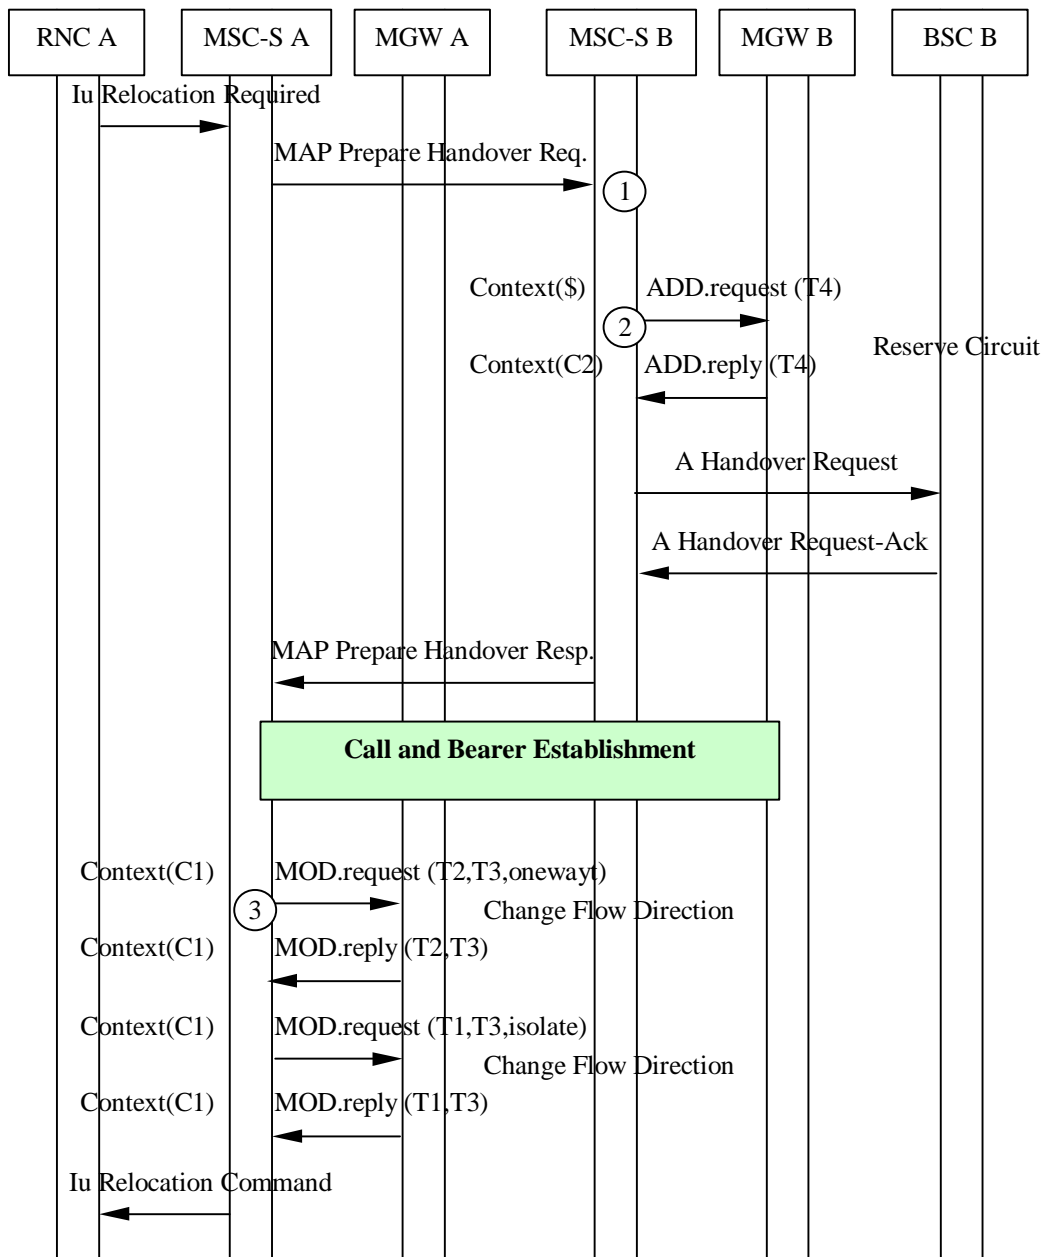 RNC A
MSC-S A
MGW A
MSC-S B
MGW B
BSC B
Iu Relocation Required
MAP Prepare Handover Req.
1
Context($)
ADD.request (T4)
2
Reserve Circuit
Context(C2)
ADD.reply (T4)
A Handover Request
A Handover Request-Ack
MAP Prepare Handover Resp.
Call and Bearer Establishment
Context(C1)
MOD.request (T2,T3,onewayt)
3
Change Flow Direction
Context(C1)
MOD.reply (T2,T3)
Context(C1)
MOD.request (T1,T3,isolate)
Change Flow Direction
Context(C1)
MOD.reply (T1,T3)
Iu Relocation Command